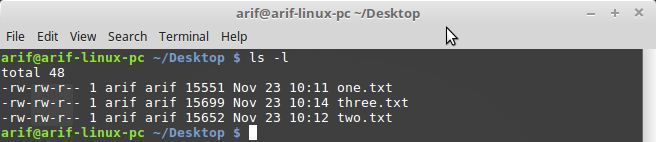 arif@arif-linux-pc ~/Desktop
File Edit View Search Terminal Help
arif@arif-linux-pc ~/Desktop $ ls -l
total 48
-rw-rw-r-- 1 arif arif 15551 Nov 23 10:11 one.txt
-rw-rw-r-- 1 arif arif 15699 Nov 23 10:14 three.txt
-rw-rw-r-- 1 arif arif 15652 Nov 23 10:12 two.txt
arif@arif-linux-pc ~/Desktop $